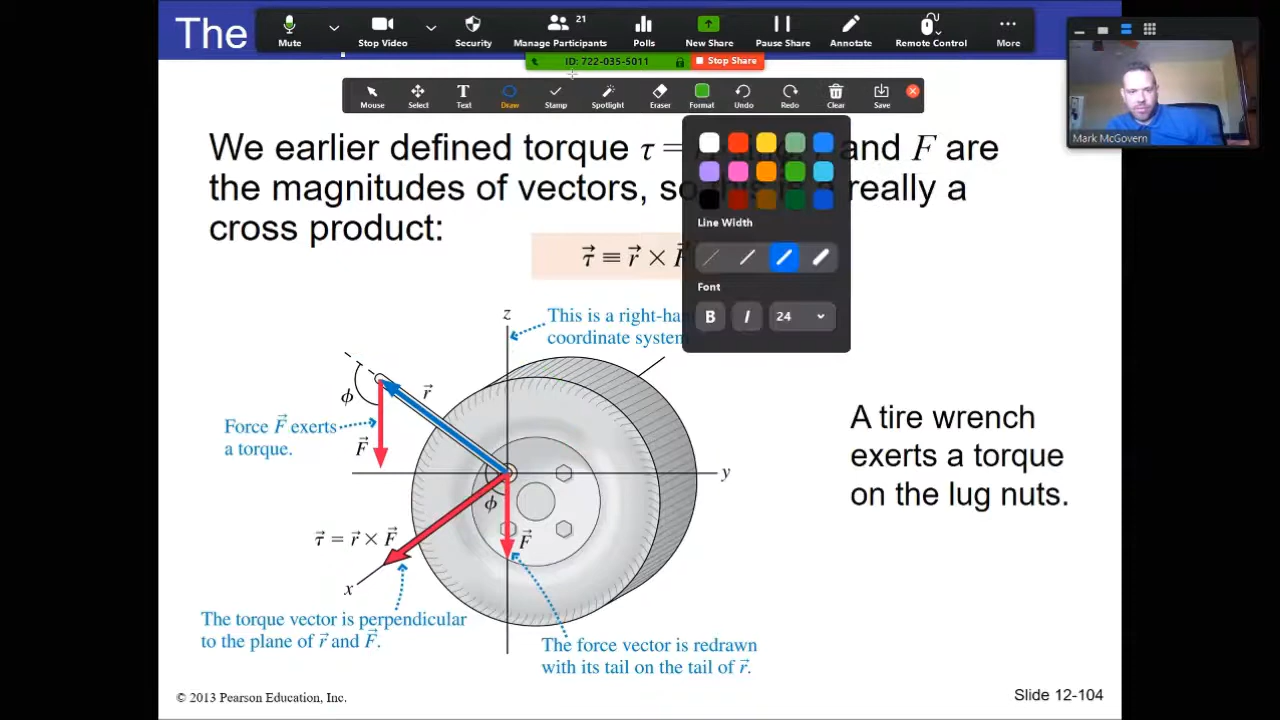 The
Mute
Stop Video
Security
Manage Participants
21
Polls
New Share
Pause Share
Annotate
Remote Control
More
ID: 722-035-5011
Stop Share
Mouse
Select
Text
Draw
Stamp
Spotlight
Eraser
Format
Undo
Redo
Clear
Save
Mark McGovern
We earlier defined torque τ = and F are
the magnitudes of vectors, so this is really a
cross product:
τ⃗ ≡ r⃗ × F⃗
Line Width
Font
B I 24
z
This is a right-han
coordinate system
ϕ
r⃗
Force F⃗ exerts
a torque.
F⃗
y
ϕ
τ⃗ = r⃗ × F⃗
F⃗
x
The torque vector is perpendicular
to the plane of r⃗ and F⃗.
The force vector is redrawn
with its tail on the tail of r⃗.
A tire wrench
exerts a torque
on the lug nuts.
© 2013 Pearson Education, Inc.
Slide 12-104